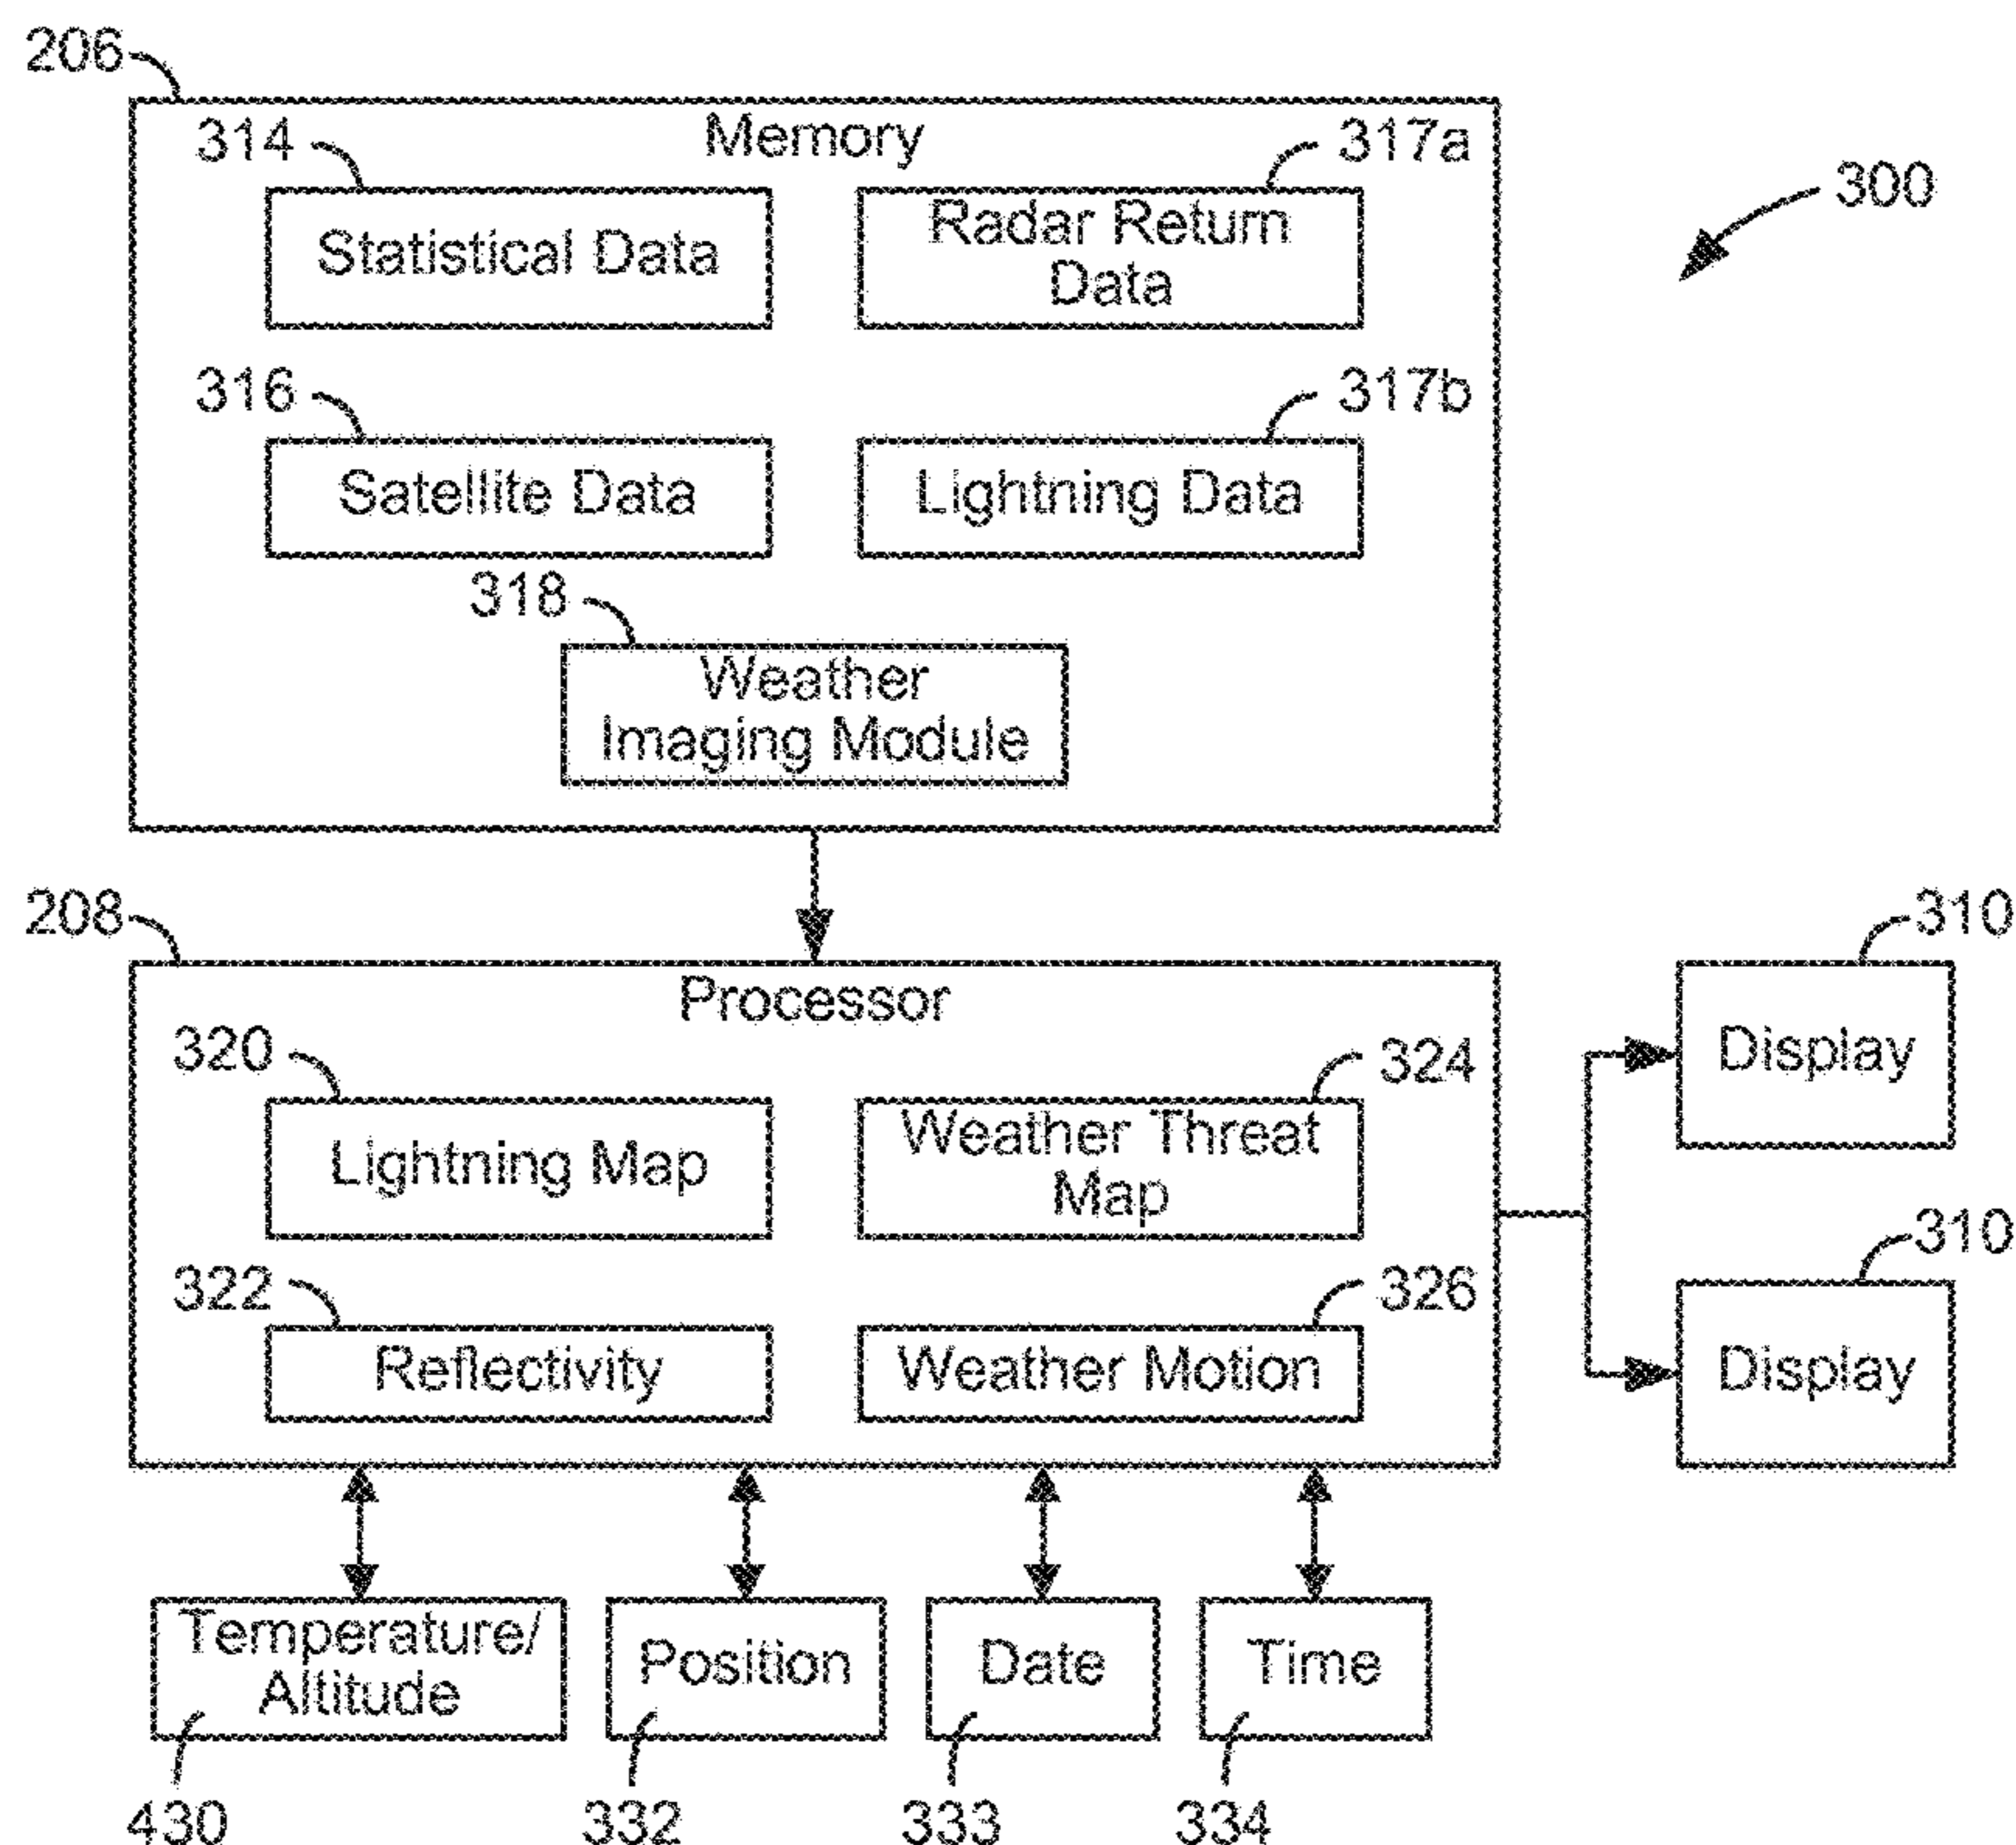 206
Memory
314
317a
300
Statistical Data
Radar Return
Data
316
317b
Satellite Data
Lightning Data
318
Weather
Imaging Module
208
Processor
310
320
324
Display
Lightning Map
Weather Threat
Map
310
322
326
Reflectivity
Weather Motion
Display
Temperature/
Altitude
Position
Date
Time
430
332
333
334